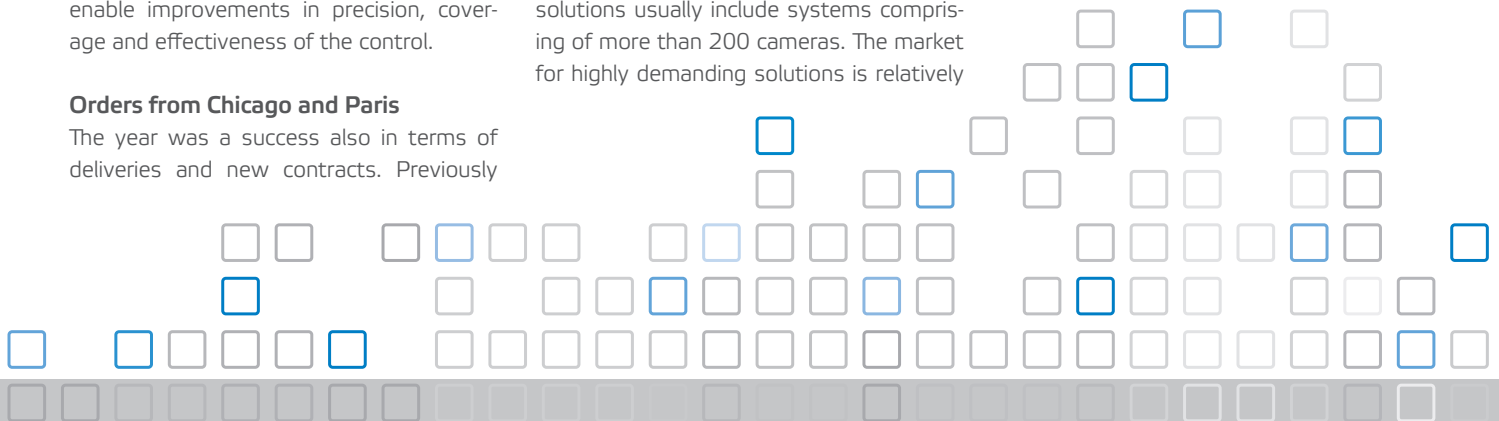 enable improvements in precision, cover-
age and effectiveness of the control.
Orders from Chicago and Paris
The year was a success also in terms of
deliveries and new contracts. Previously
solutions usually include systems compris-
ing of more than 200 cameras. The market
for highly demanding solutions is relatively